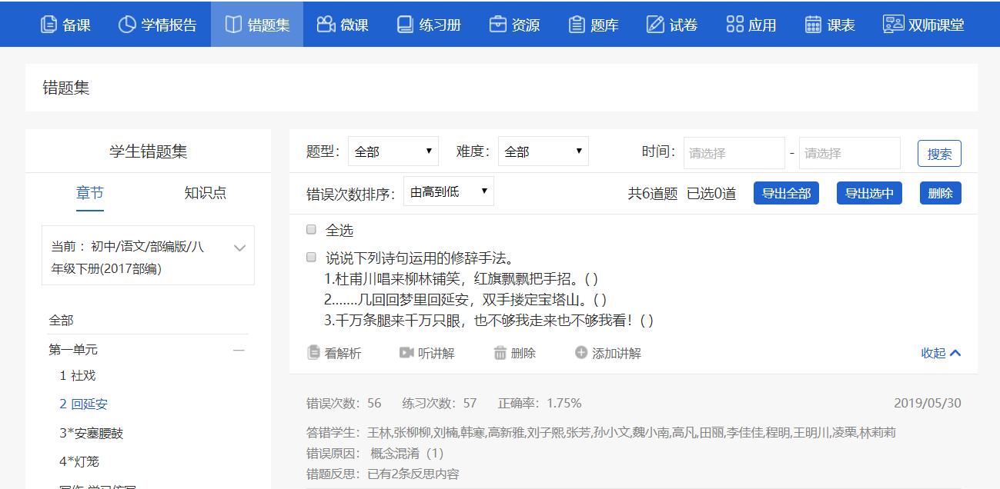 备课 学情报告 错题集 微课 练习册 资源 题库 试卷 应用 课表 双师课堂
错题集
学生错题集
章节 知识点
当前：初中/语文/部编版/八
年级下册(2017部编)
全部
第一单元
1 社戏
2 回延安
3*安塞腰鼓
4*灯笼
题型： 全部 难度： 全部 时间： 请选择 - 请选择 搜索
错误次数排序： 由高到低 共6道题 已选0道 导出全部 导出选中 删除
全选
说说下列诗句运用的修辞手法。
1.杜甫川唱来柳林铺笑，红旗飘飘把手招。( )
2.......几回回梦里回延安，双手搂定宝塔山。( )
3.千万条腿来千万只眼，也不够我走来也不够我看！( )
看解析 听讲解 删除 添加讲解 收起
错误次数：56 练习次数：57 正确率：1.75% 2019/05/30
答错学生：王林,张柳柳,刘楠,韩寒,高新雅,刘子熙,张芳,孙小文,魏小南,高凡,田丽,李佳佳,程明,王明川,凌栗,林莉莉
错误原因： 概念混淆（1）
错题反思：已有2条反思内容